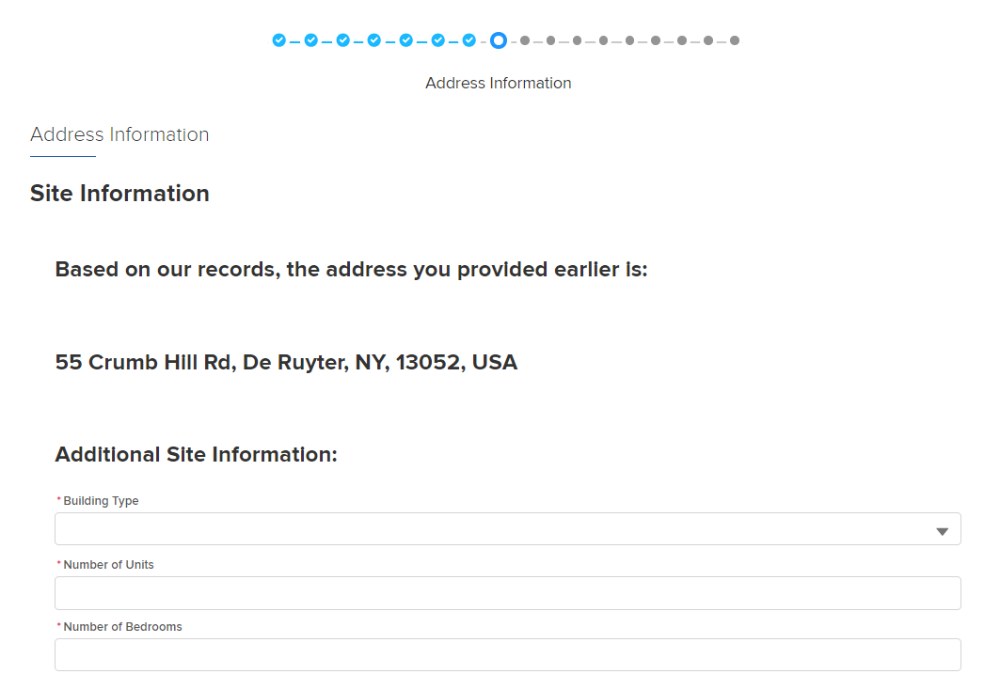 Address Information
Address Information
Site Information
Based on our records, the address you provided earlier is:
55 Crumb Hill Rd, De Ruyter, NY, 13052, USA
Additional Site Information:
* Building Type
* Number of Units
* Number of Bedrooms